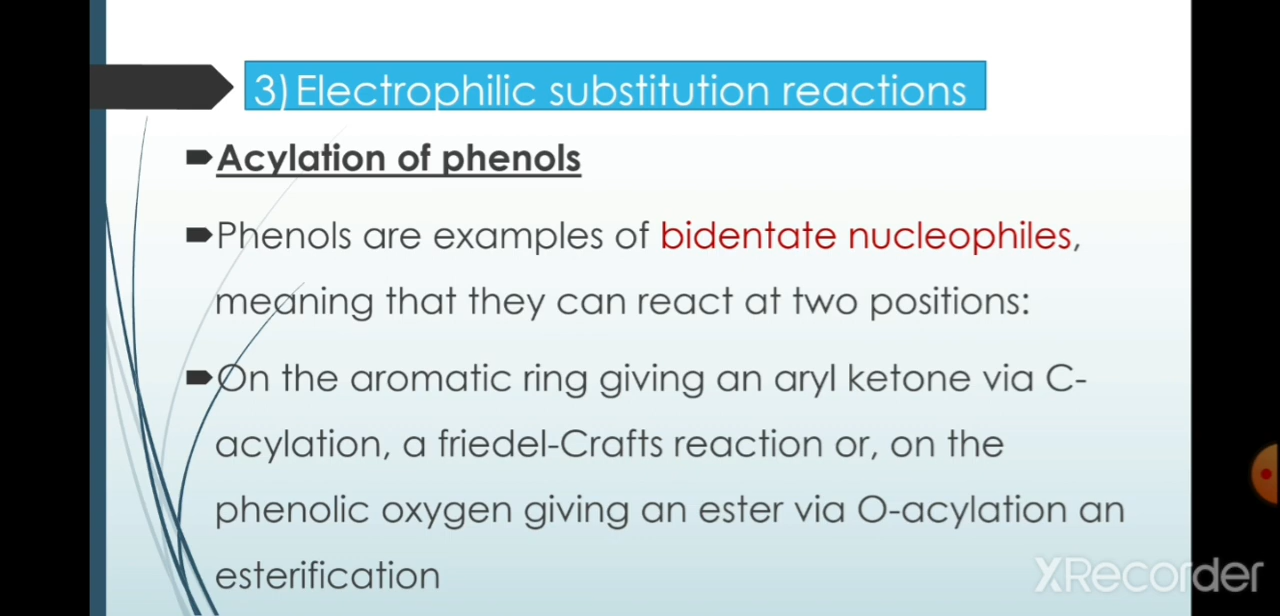 3) Electrophilic substitution reactions
Acylation of phenols
Phenols are examples of bidentate nucleophiles,
meaning that they can react at two positions:
On the aromatic ring giving an aryl ketone via C-
acylation, a friedel-Crafts reaction or, on the
phenolic oxygen giving an ester via O-acylation an
esterification
XRecorder